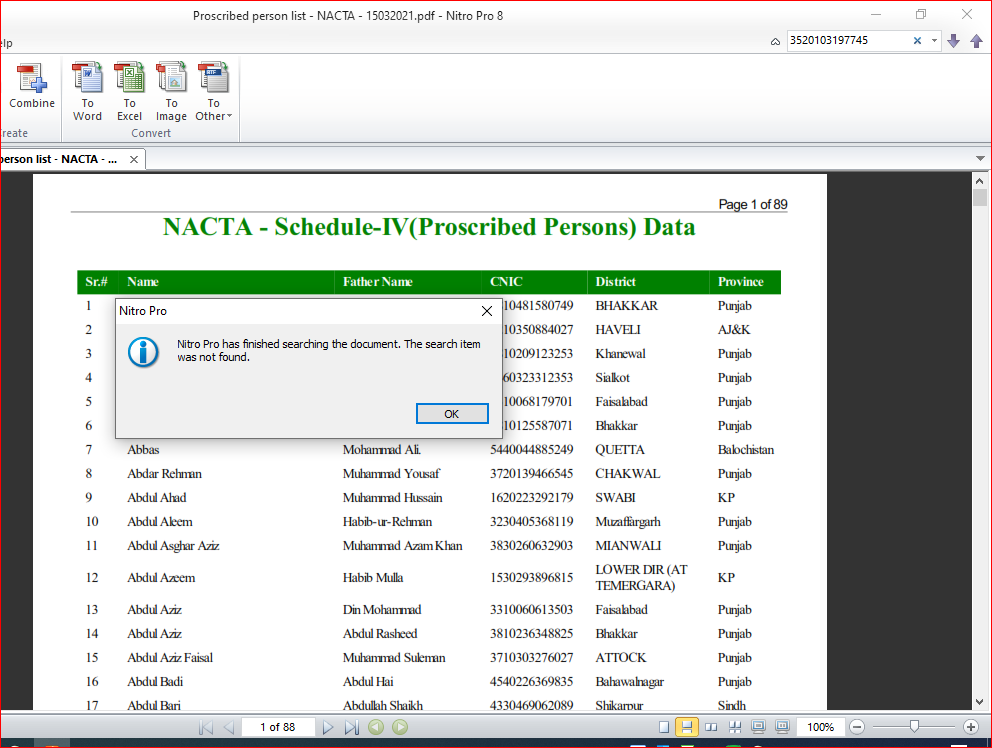 Proscribed person list - NACTA - 15032021.pdf - Nitro Pro 8
elp
3520103197745
Combine
To Word
To Excel
To Image
To Other
reate
Convert
person list - NACTA - ...
Page 1 of 89
NACTA - Schedule-IV(Proscribed Persons) Data
Sr.# Name Father Name CNIC District Province
1 10481580749 BHAKKAR Punjab
2 10350884027 HAVELI AJ&K
3 10209123253 Khanewal Punjab
4 60323312353 Sialkot Punjab
5 10068179701 Faisalabad Punjab
6 10125587071 Bhakkar Punjab
Nitro Pro
Nitro Pro has finished searching the document. The search item
was not found.
OK
7 Abbas Mohammad Ali. 5440044885249 QUETTA Balochistan
8 Abdar Rehman Muhammad Yousaf 3720139466545 CHAKWAL Punjab
9 Abdul Ahad Muhammad Hussain 1620223292179 SWABI KP
10 Abdul Aleem Habib-ur-Rehman 3230405368119 Muzaffargarh Punjab
11 Abdul Asghar Aziz Muhammad Azam Khan 3830260632903 MIANWALI Punjab
12 Abdul Azeem Habib Mulla 1530293896815 LOWER DIR (AT TEMERGARA) KP
13 Abdul Aziz Din Mohammad 3310060613503 Faisalabad Punjab
14 Abdul Aziz Abdul Rasheed 3810236348825 Bhakkar Punjab
15 Abdul Aziz Faisal Muhammad Suleman 3710303276027 ATTOCK Punjab
16 Abdul Badi Abdul Hai 4540226369835 Bahawalnagar Punjab
17 Abdul Bari Abdullah Shaikh 4330469062089 Shikarpur Sindh
1 of 88
100%